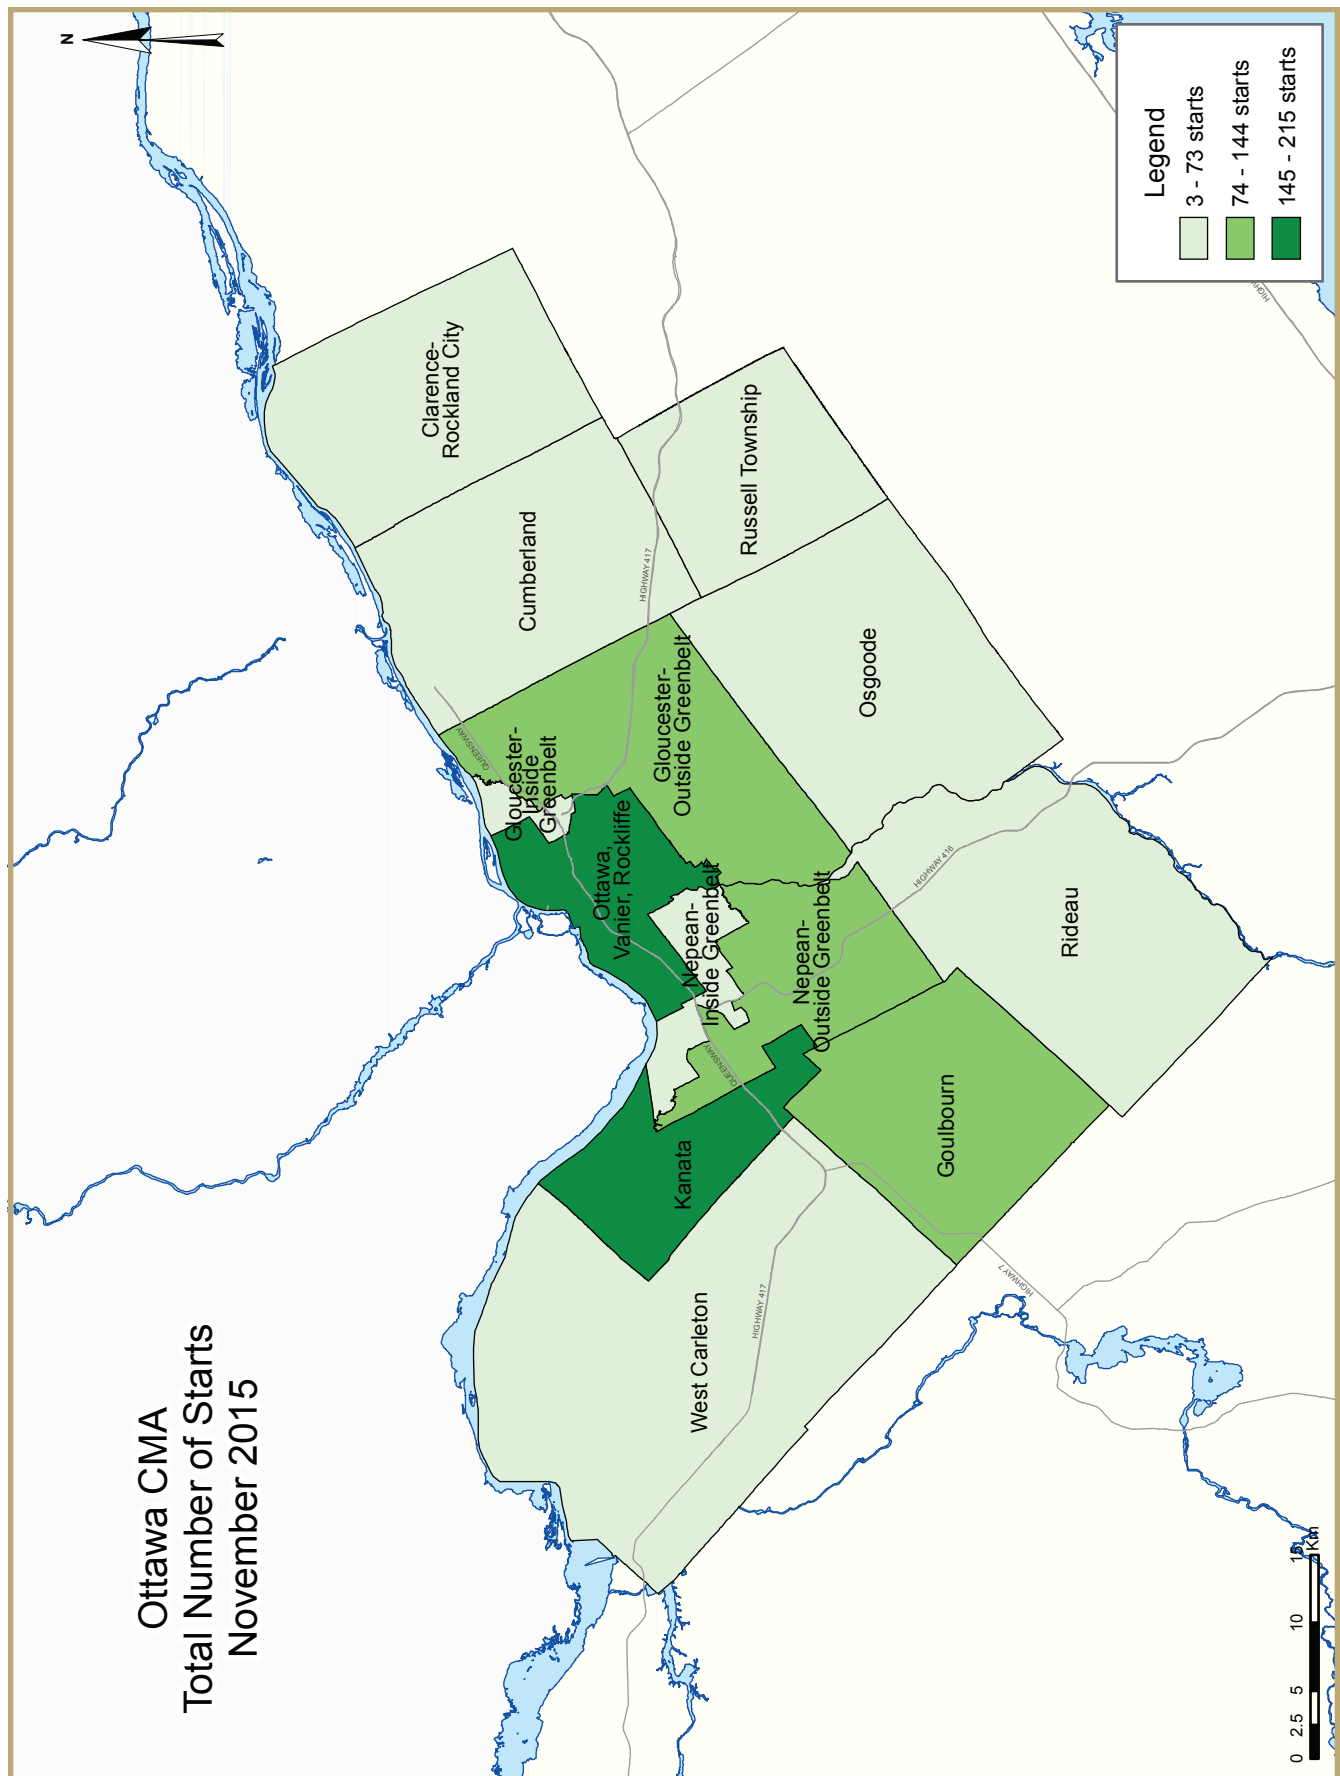 Ottawa CMA
Total Number of Starts
November 2015
N
Legend
3 - 73 starts
74 - 144 starts
145 - 215 starts
West Carleton
Kanata
Goulbourn
Rideau
Nepean-
Outside Greenbelt
Nepean-
Inside Greenbelt
Ottawa,
Vanier, Rockliffe
Gloucester-
Inside
Greenbelt
Gloucester-
Outside Greenbelt
Osgoode
Cumberland
Russell Township
Clarence-
Rockland City
HIGHWAY 417
HIGHWAY 7
QUEENSWAY
HIGHWAY 416
QUEENSWAY
HIGHWAY 417
0 2.5 5 10 15
Km